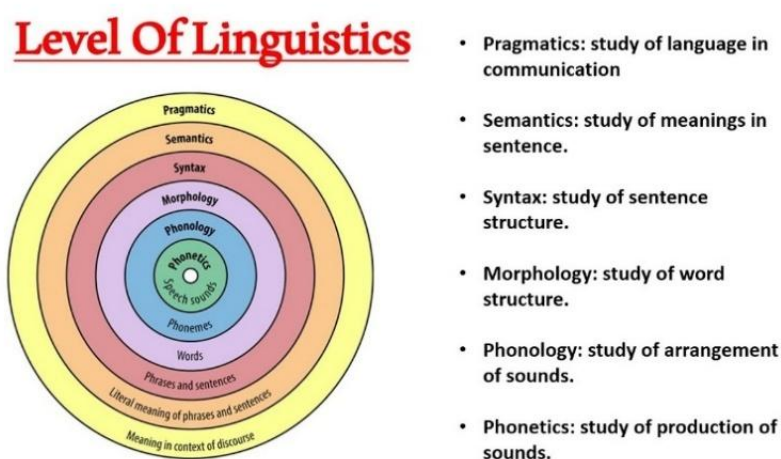 Level Of Linguistics
Pragmatics
Semantics
Syntax
Morphology
Phonology
Phonetics
Speech sounds
Phonemes
Words
Phrases and sentences
Literal meaning of phrases and sentences
Meaning in context of discourse
• Pragmatics: study of language in
communication
• Semantics: study of meanings in
sentence.
• Syntax: study of sentence
structure.
• Morphology: study of word
structure.
• Phonology: study of arrangement
of sounds.
• Phonetics: study of production of
sounds.